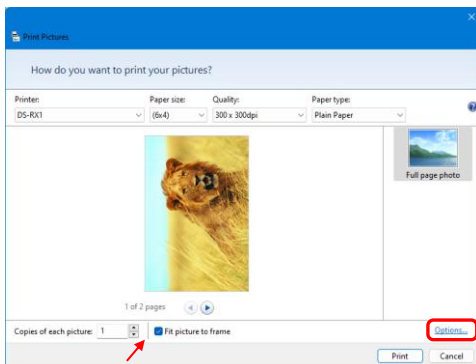 Print Pictures
How do you want to print your pictures?
Printer: Paper size: Quality: Paper type:
DS-RX1 (6x4) 300 x 300dpi Plain Paper
Full page photo
1 of 2 pages
Copies of each picture: 1 Fit picture to frame Options...
Print Cancel